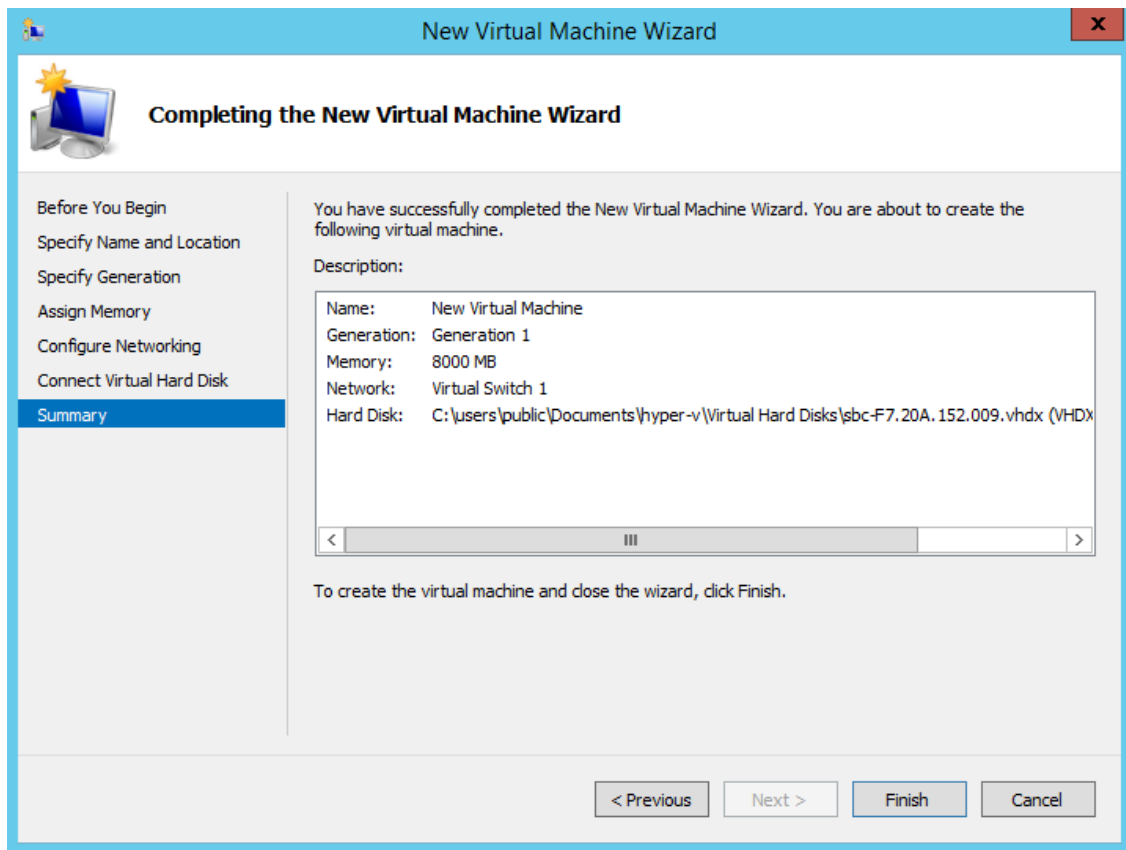 New Virtual Machine Wizard
x
Completing the New Virtual Machine Wizard
Before You Begin
Specify Name and Location
Specify Generation
Assign Memory
Configure Networking
Connect Virtual Hard Disk
Summary
You have successfully completed the New Virtual Machine Wizard. You are about to create the
following virtual machine.
Description:
Name: New Virtual Machine
Generation: Generation 1
Memory: 8000 MB
Network: Virtual Switch 1
Hard Disk: C:\users\public\Documents\hyper-v\Virtual Hard Disks\sbc-F7.20A.152.009.vhdx (VHDX
To create the virtual machine and close the wizard, click Finish.
< Previous
Next >
Finish
Cancel